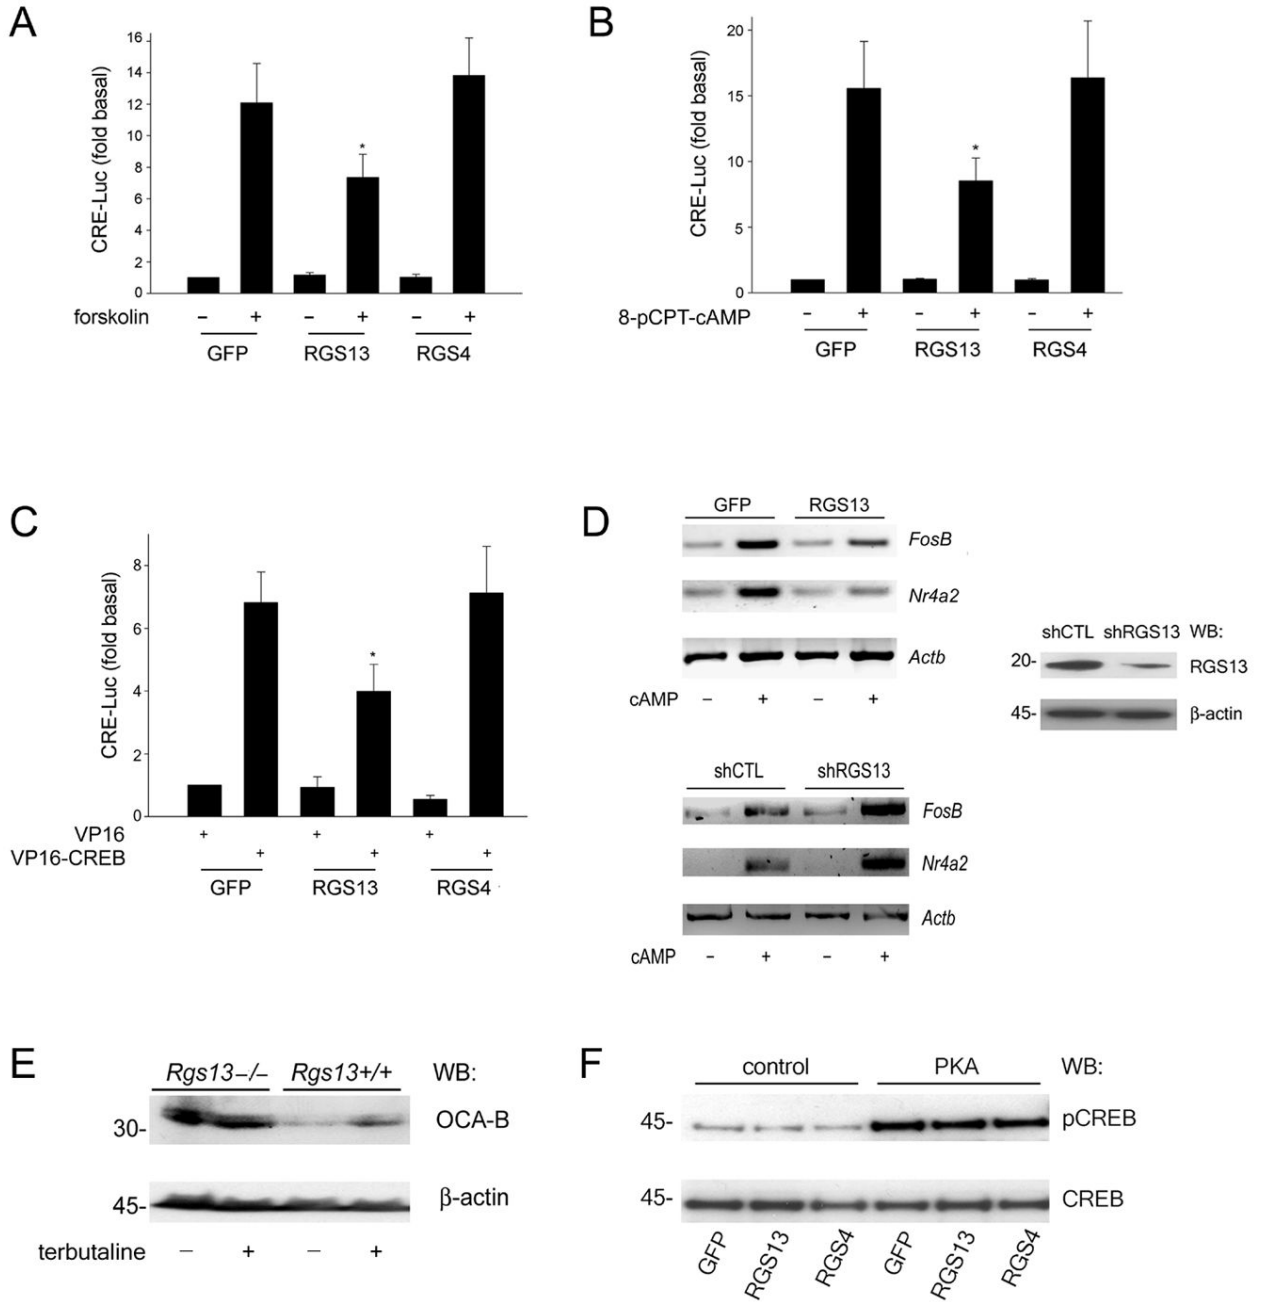 A
CRE-Luc (fold basal)
16
14
12
10
8
6
4
2
0
*
forskolin – + – + – +
GFP RGS13 RGS4
B
CRE-Luc (fold basal)
20
15
10
5
0
*
8-pCPT-cAMP – + – + – +
GFP RGS13 RGS4
C
CRE-Luc (fold basal)
8
6
4
2
0
*
VP16 + + +
VP16-CREB + + +
GFP RGS13 RGS4
D
GFP RGS13
FosB
Nr4a2
Actb
cAMP – + – +
shCTL shRGS13 WB:
20- RGS13
45- β-actin
shCTL shRGS13
FosB
Nr4a2
Actb
cAMP – + – +
E
Rgs13–/– Rgs13+/+ WB:
30- OCA-B
45- β-actin
terbutaline – + – +
F
control PKA WB:
45- pCREB
45- CREB
GFP RGS13 RGS4 GFP RGS13 RGS4